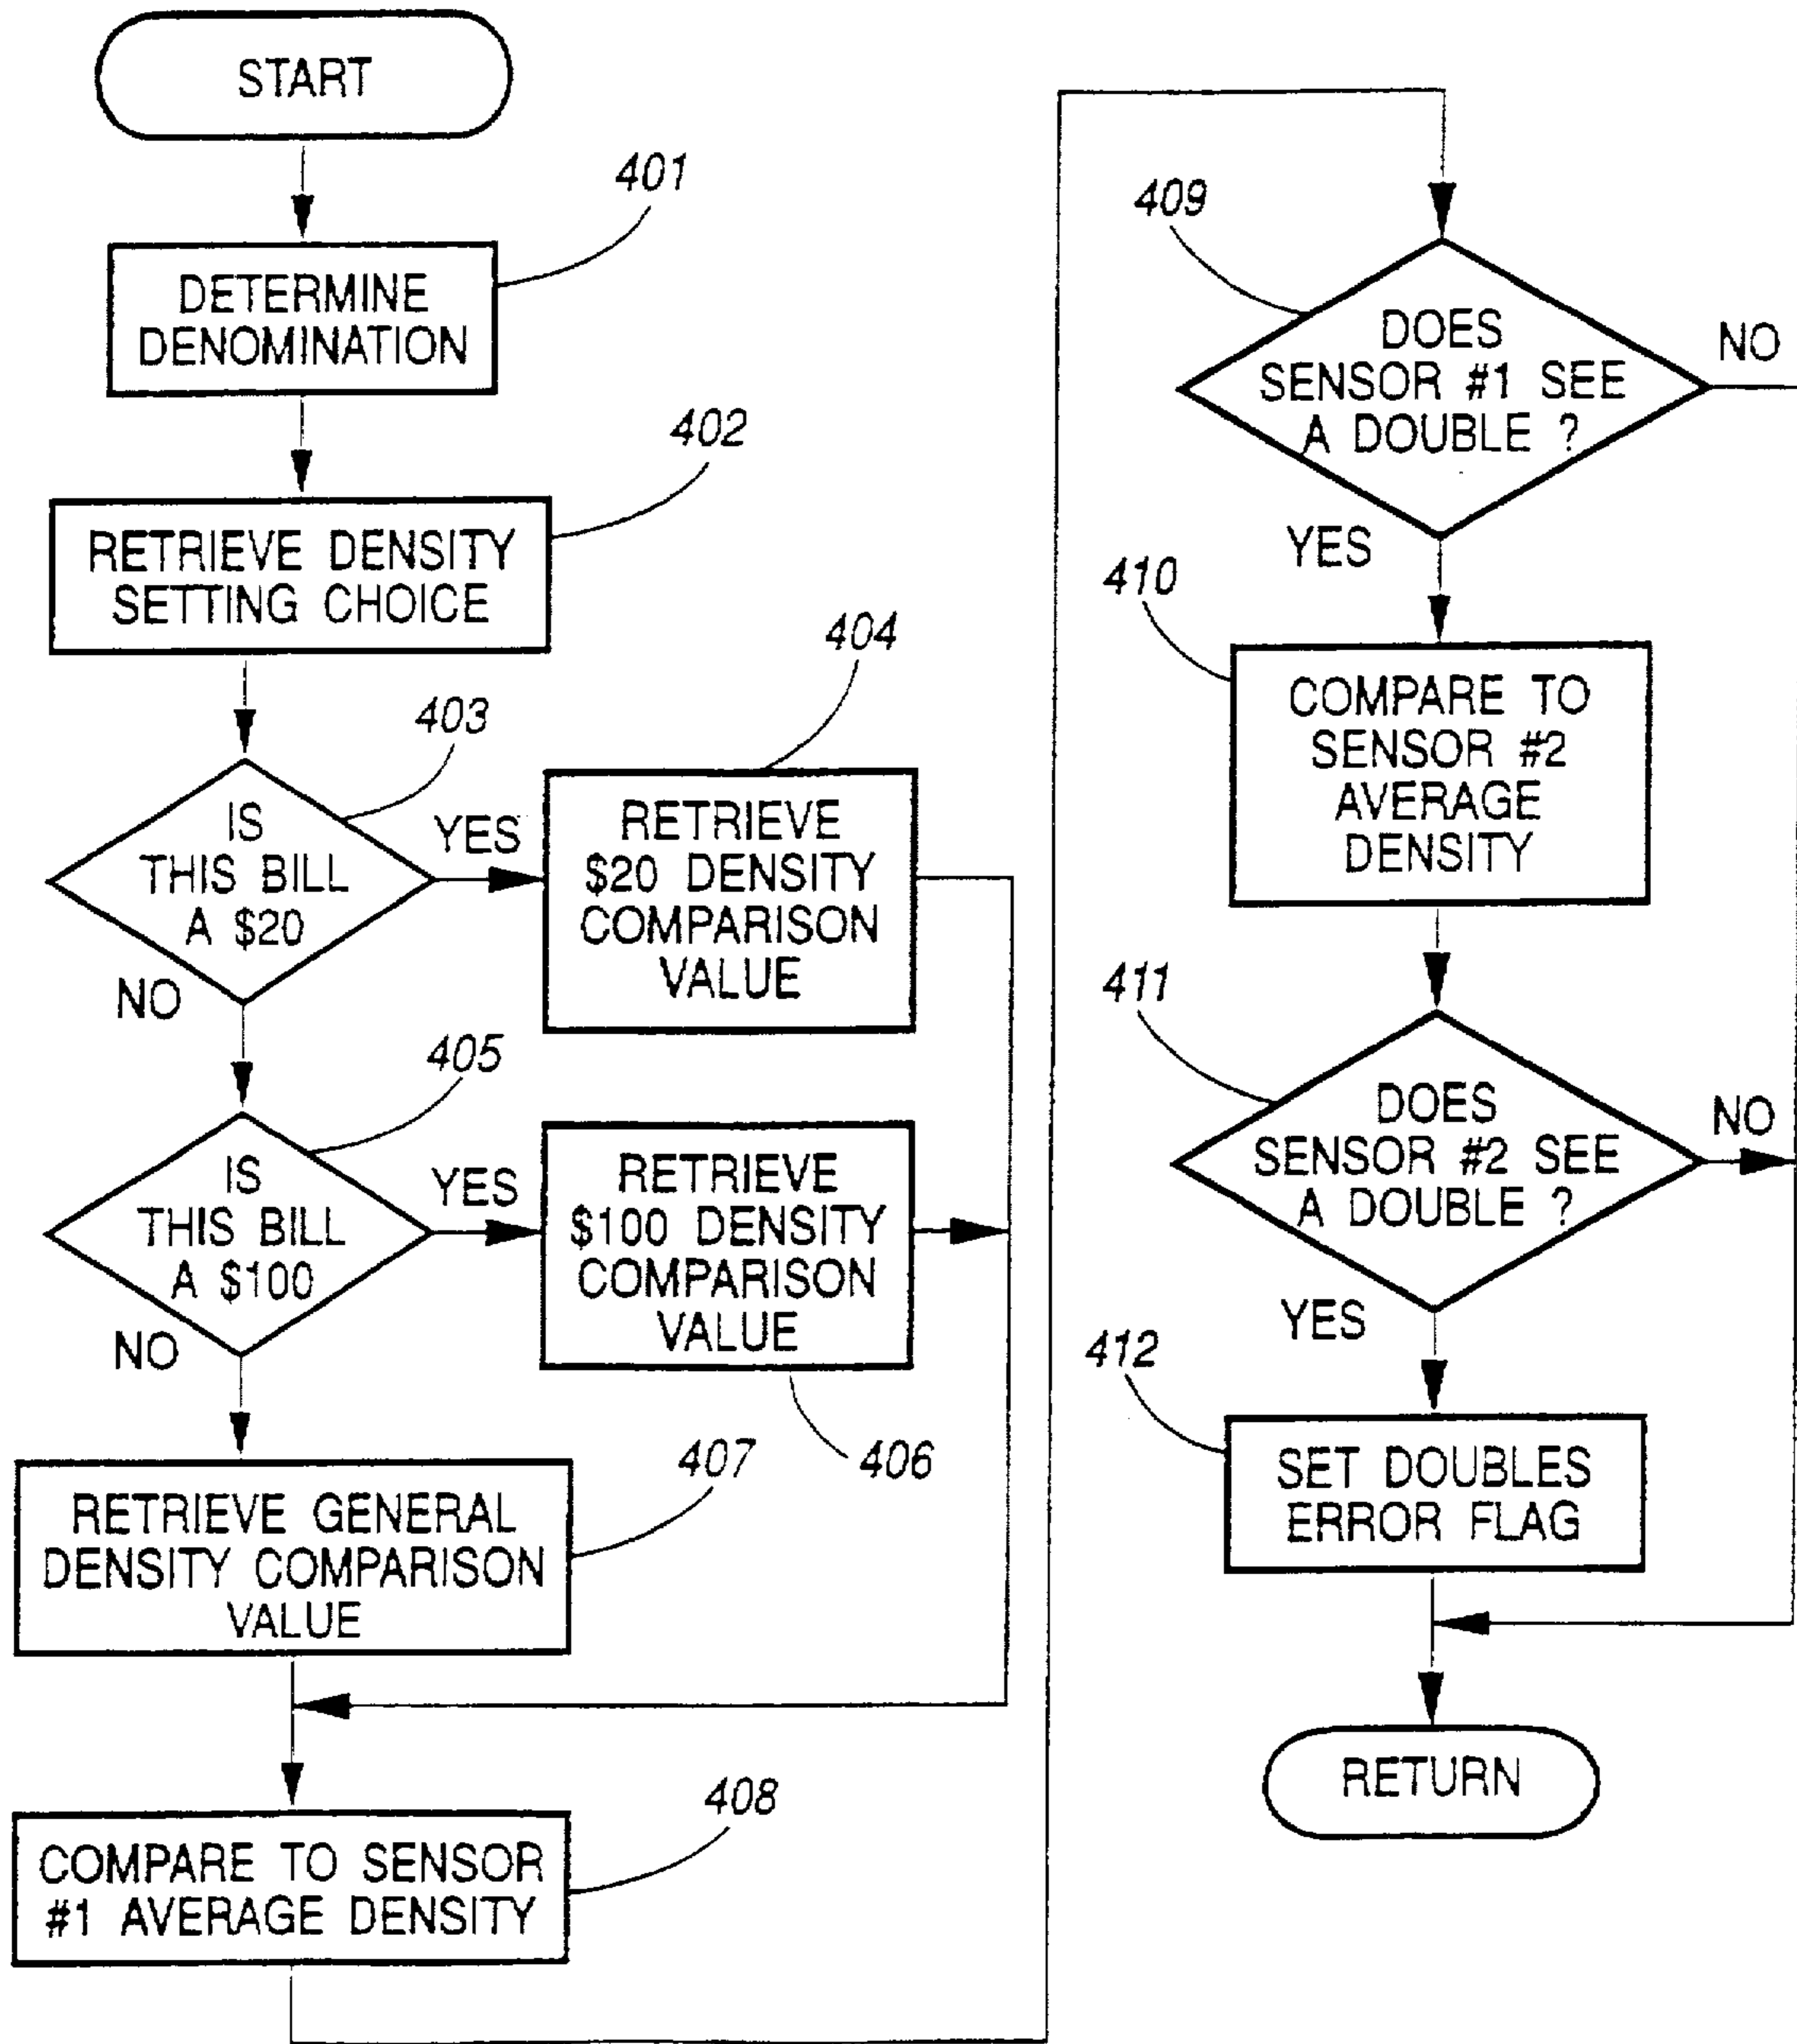 START
401
DETERMINE
DENOMINATION
402
RETRIEVE DENSITY
SETTING CHOICE
403
IS
THIS BILL
A $20
YES
NO
404
RETRIEVE
$20 DENSITY
COMPARISON
VALUE
405
IS
THIS BILL
A $100
YES
NO
RETRIEVE
$100 DENSITY
COMPARISON
VALUE
406
407
RETRIEVE GENERAL
DENSITY COMPARISON
VALUE
408
COMPARE TO SENSOR
#1 AVERAGE DENSITY
409
DOES
SENSOR #1 SEE
A DOUBLE ?
NO
YES
410
COMPARE TO
SENSOR #2
AVERAGE
DENSITY
411
DOES
SENSOR #2 SEE
A DOUBLE ?
NO
YES
412
SET DOUBLES
ERROR FLAG
RETURN